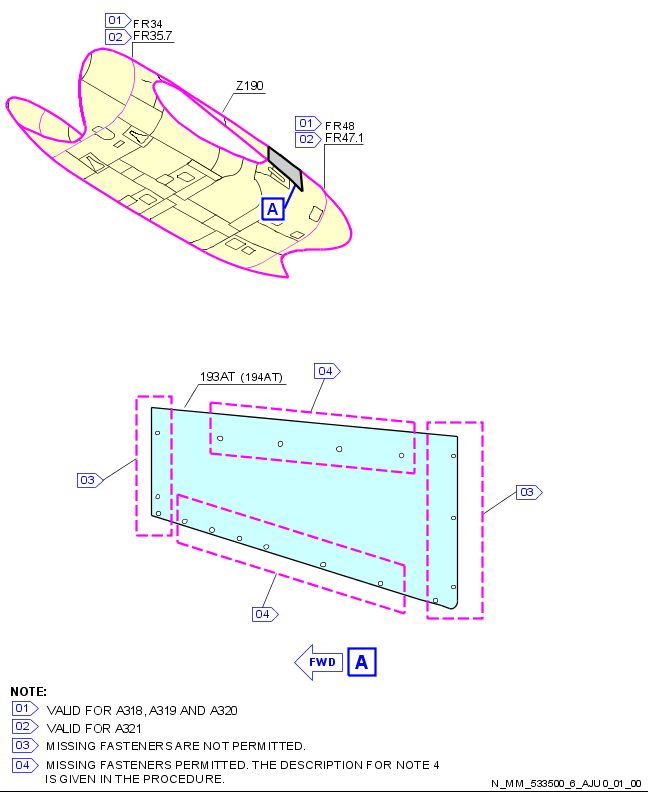 01 FR34
02 FR35.7
Z190
01 FR48
02 FR47.1
A
04
193AT (194AT)
03
03
04
FWD A
NOTE:
01 VALID FOR A318, A319 AND A320
02 VALID FOR A321
03 MISSING FASTENERS ARE NOT PERMITTED.
04 MISSING FASTENERS PERMITTED. THE DESCRIPTION FOR NOTE 4
IS GIVEN IN THE PROCEDURE.
N_MM_533500_6_AJU0_01_00